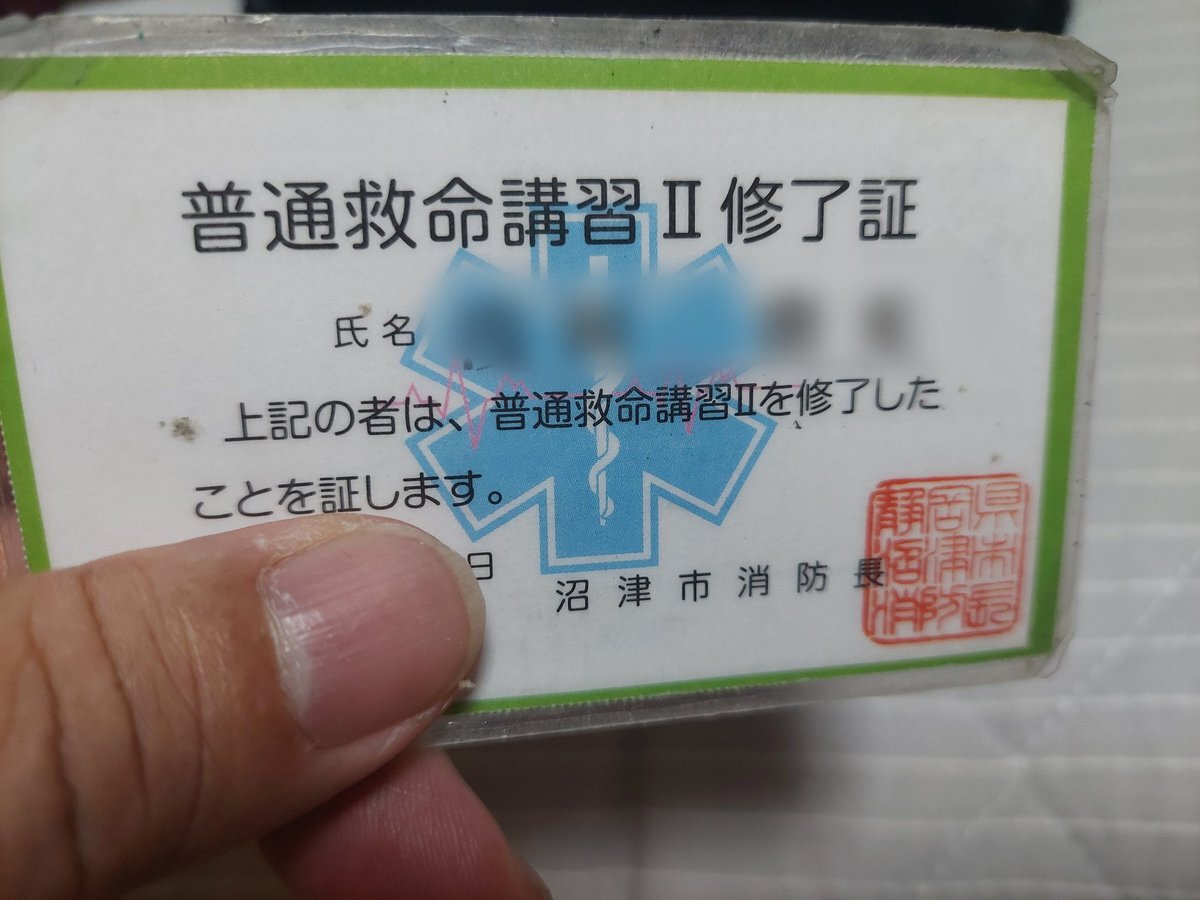 普通救命講習Ⅱ修了証
氏名
上記の者は、普通救命講習Ⅱを修了した
ことを証します。
日
沼津市消防長